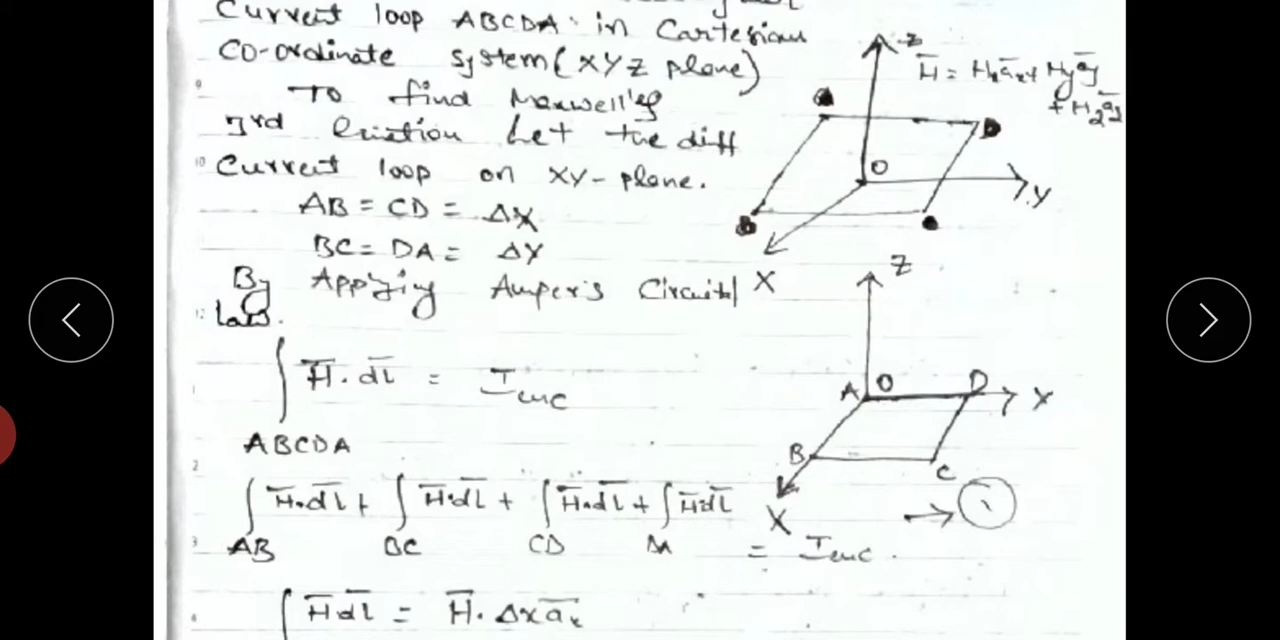 Current loop ABCDA in Cartesian
Co-ordinate System (XYZ plane)
To find Maxwell's
3rd Eruation Let the diff
Current loop on XY-plane.
AB = CD = ΔX
BC = DA = ΔY
By Applying Amper's Circuital
law.
∫ H̄ . dl̄ = Ienc
ABCDA
∫ H̄.dl̄ + ∫ H̄.dl̄ + ∫ H̄.dl̄ + ∫ H̄.dl̄
AB BC CD DA = Ienc .
∫ H̄ dl̄ = H̄ . Δx āx
Z
H̄ = Hxāx + Hyāy
+ Hzāz
D
O
Y
B
X
Z
A O D Y
B
C
X
→ 1